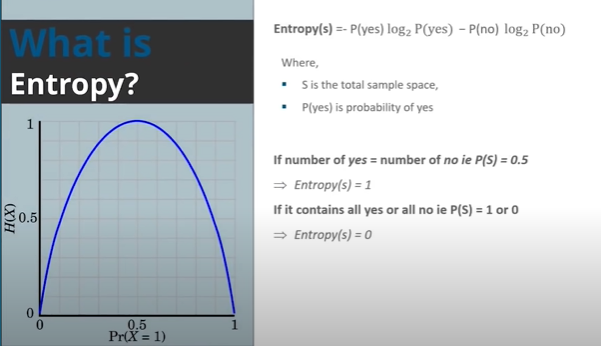 What is
Entropy?
1
0.5
0
H(X)
0
0.5
1
Pr(X = 1)
Entropy(s) =- P(yes) log₂ P(yes) − P(no) log₂ P(no)
Where,
▪ S is the total sample space,
▪ P(yes) is probability of yes
If number of yes = number of no ie P(S) = 0.5
⇒ Entropy(s) = 1
If it contains all yes or all no ie P(S) = 1 or 0
⇒ Entropy(s) = 0